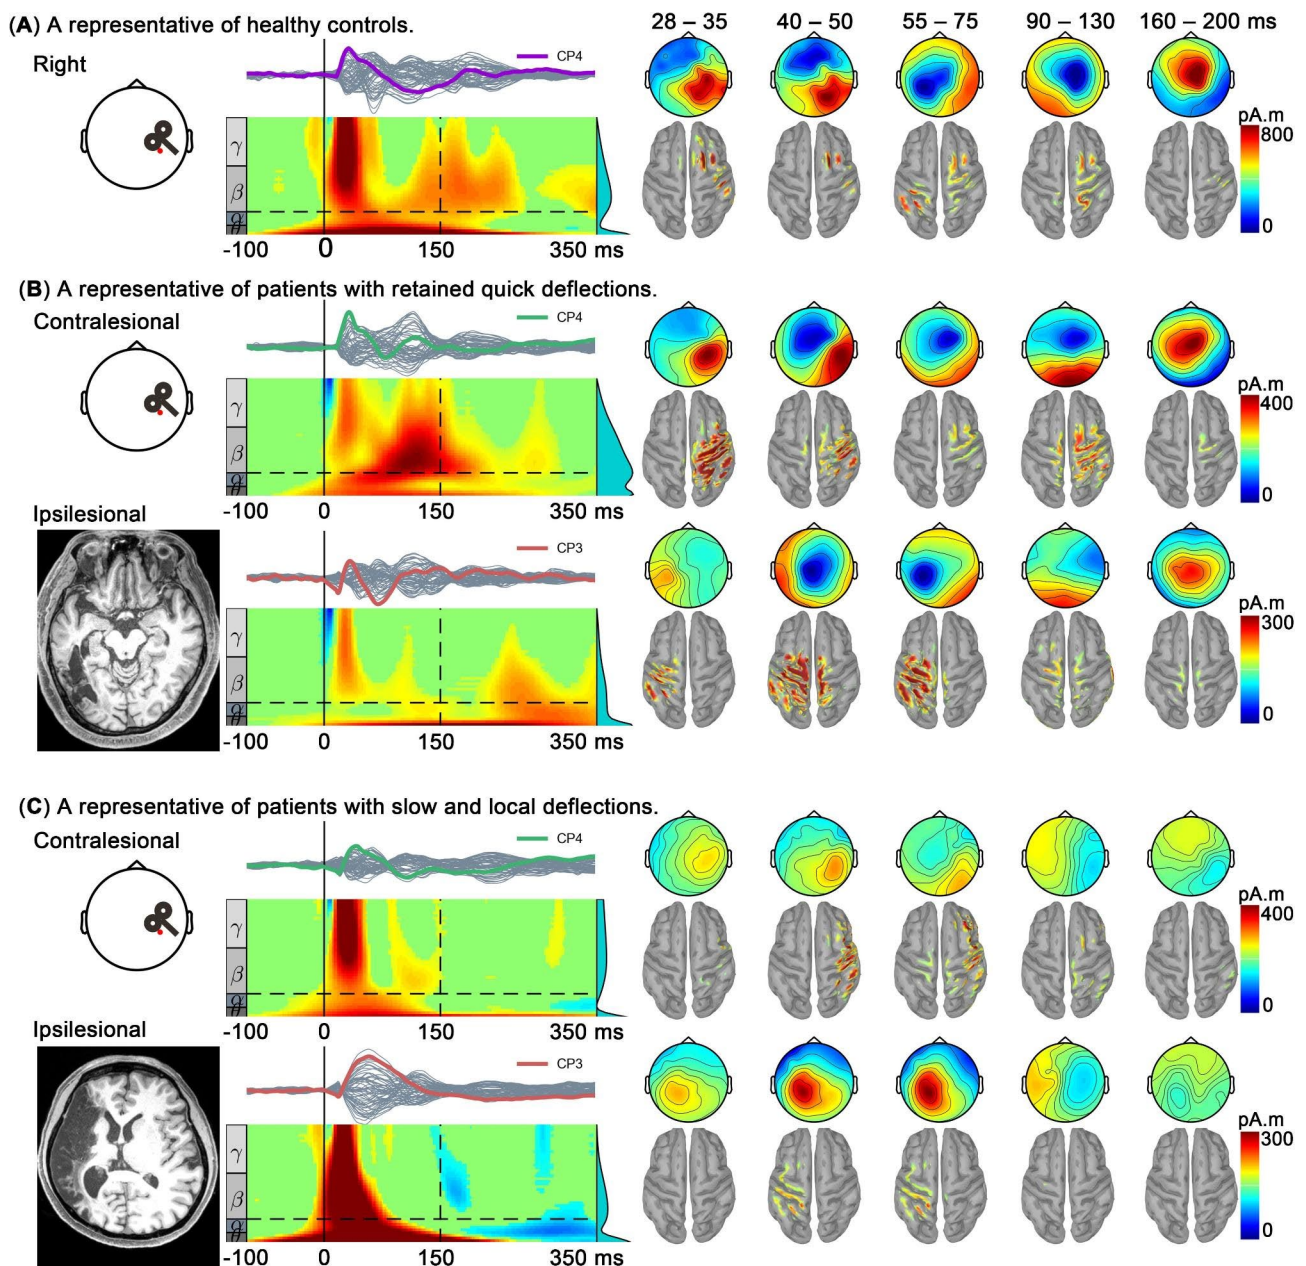 (A) A representative of healthy controls.
28 – 35 40 – 50 55 – 75 90 – 130 160 – 200 ms
Right
CP4
γ
β
α
θ
-100 0 150 350 ms
pA.m
800
0
(B) A representative of patients with retained quick deflections.
Contralesional
CP4
γ
β
α
θ
-100 0 150 350 ms
pA.m
400
0
Ipsilesional
CP3
γ
β
α
θ
-100 0 150 350 ms
pA.m
300
0
(C) A representative of patients with slow and local deflections.
Contralesional
CP4
γ
β
α
θ
-100 0 150 350 ms
pA.m
400
0
Ipsilesional
CP3
γ
β
α
θ
-100 0 150 350 ms
pA.m
300
0